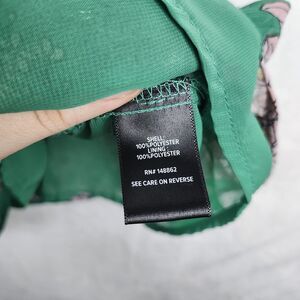 SHELL:
100%POLYESTER
LINING:
100%POLYESTER
RN# 148862
SEE CARE ON REVERSE